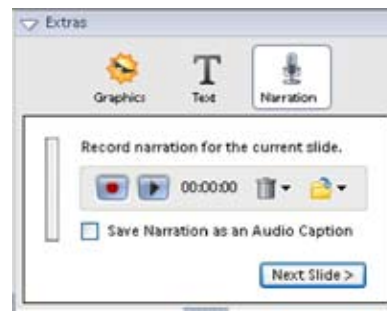 Extras
Graphics Text Narration
Record narration for the current slide.
00:00:00
Save Narration as an Audio Caption
Next Slide >